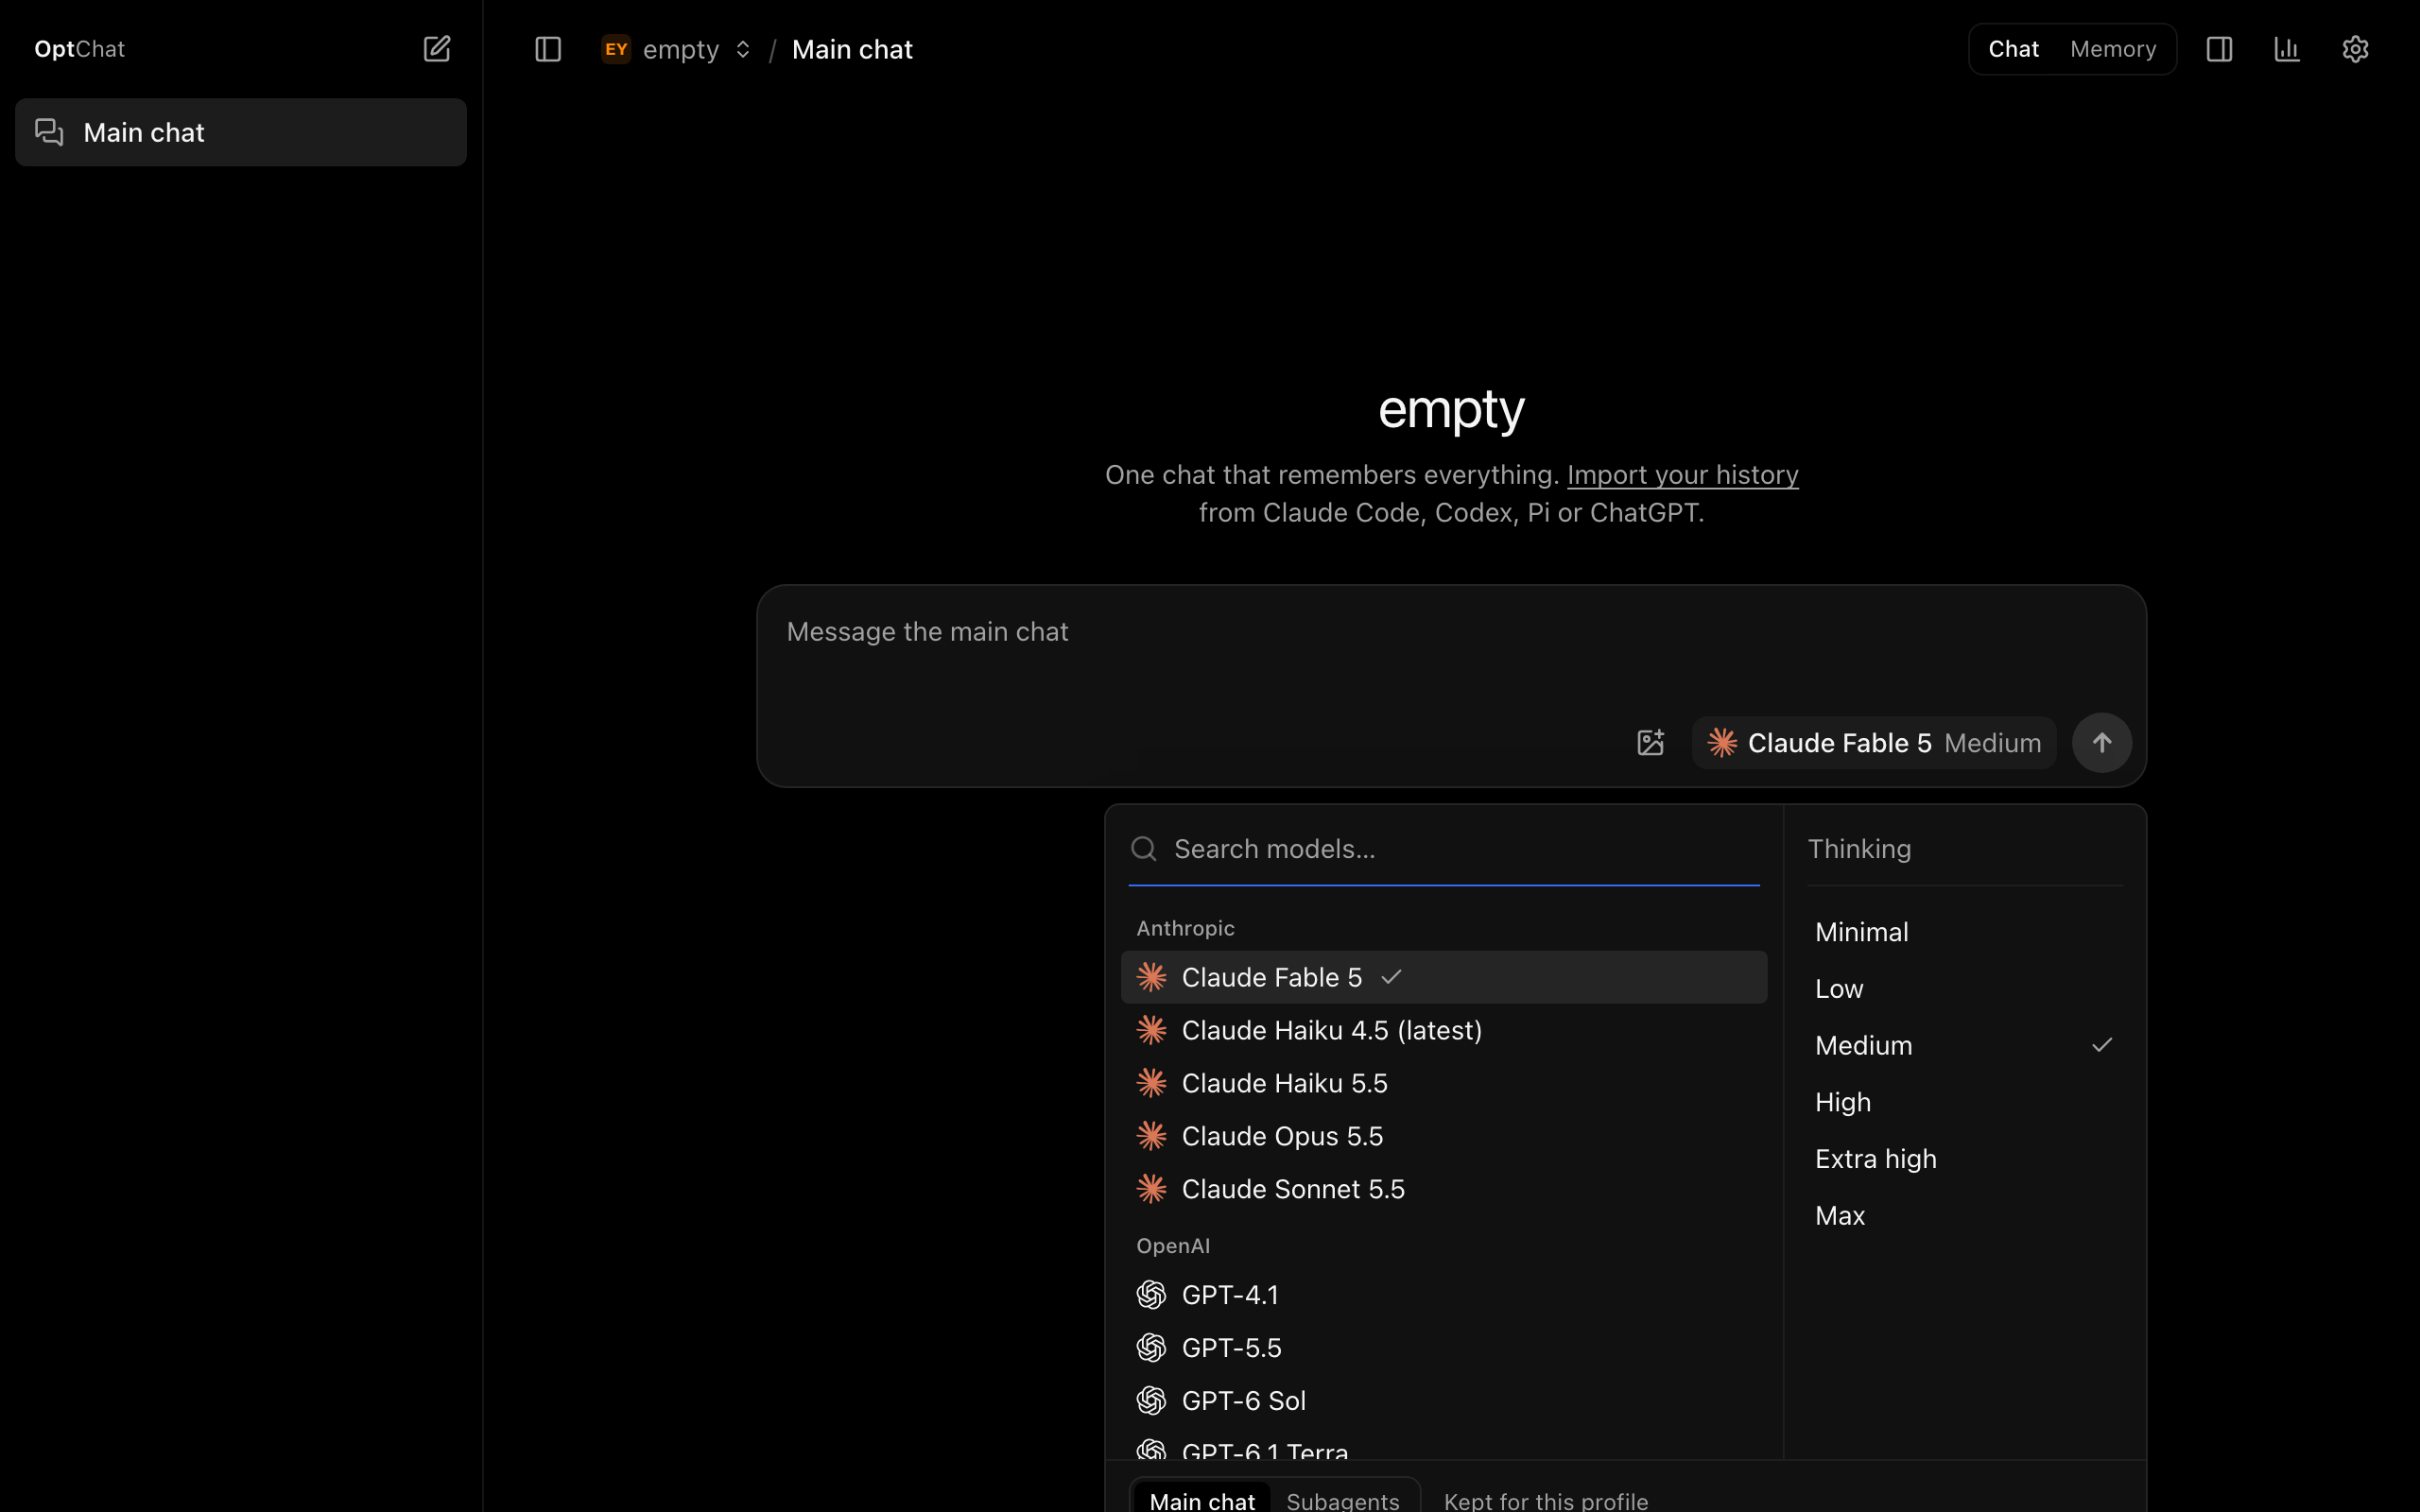 OptChat
EY empty / Main chat
Chat Memory
Main chat
empty
One chat that remembers everything. Import your history
from Claude Code, Codex, Pi or ChatGPT.
Message the main chat
Claude Fable 5 Medium
Search models...
Anthropic
Claude Fable 5
Claude Haiku 4.5 (latest)
Claude Haiku 5.5
Claude Opus 5.5
Claude Sonnet 5.5
OpenAI
GPT-4.1
GPT-5.5
GPT-6 Sol
GPT-6.1 Terra
Thinking
Minimal
Low
Medium
High
Extra high
Max
Main chat Subagents Kept for this profile